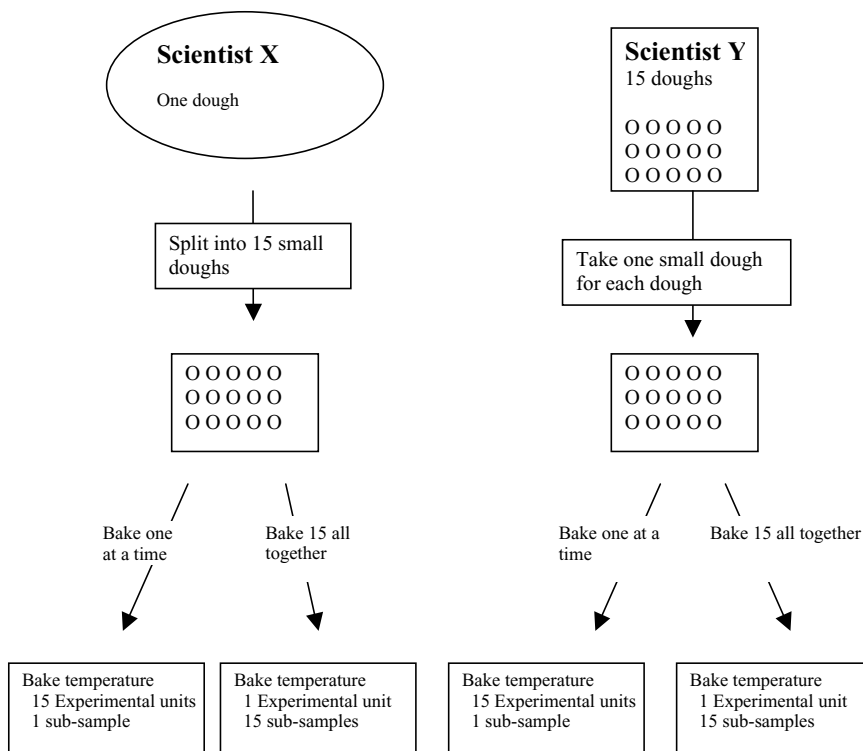 Scientist X
One dough
Split into 15 small
doughs
O O O O O
O O O O O
O O O O O
Bake one
at a time
Bake 15 all
together
Bake temperature
15 Experimental units
1 sub-sample
Bake temperature
1 Experimental unit
15 sub-samples
Scientist Y
15 doughs
O O O O O
O O O O O
O O O O O
Take one small dough
for each dough
O O O O O
O O O O O
O O O O O
Bake one at a
time
Bake 15 all together
Bake temperature
15 Experimental units
1 sub-sample
Bake temperature
1 Experimental unit
15 sub-samples